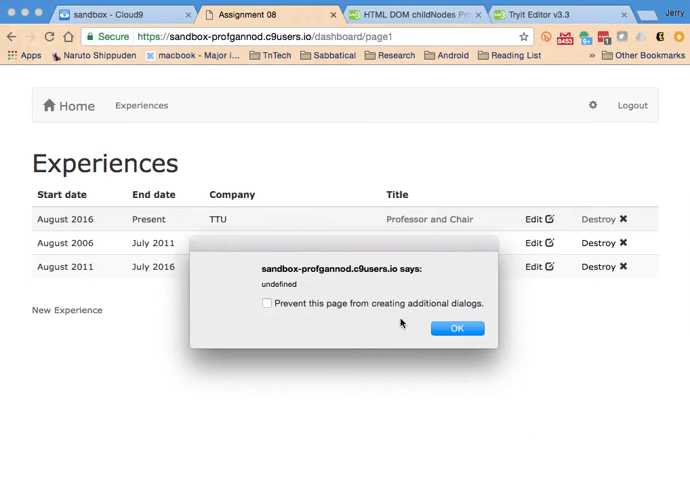 sandbox - Cloud9
Assignment 08
HTML DOM childNodes Pro
Tryit Editor v3.3
Jerry
Secure
https://sandbox-profgannod.c9users.io/dashboard/page1
Apps
Naruto Shippuden
macbook - Major i...
TnTech
Sabbatical
Research
Android
Reading List
»
Other Bookmarks
Home
Experiences
Logout
Experiences
Start date End date Company Title
August 2016 Present TTU Professor and Chair Edit Destroy
August 2006 July 2011 Edit Destroy
August 2011 July 2016 Edit Destroy
sandbox-profgannod.c9users.io says:
undefined
Prevent this page from creating additional dialogs.
OK
New Experience